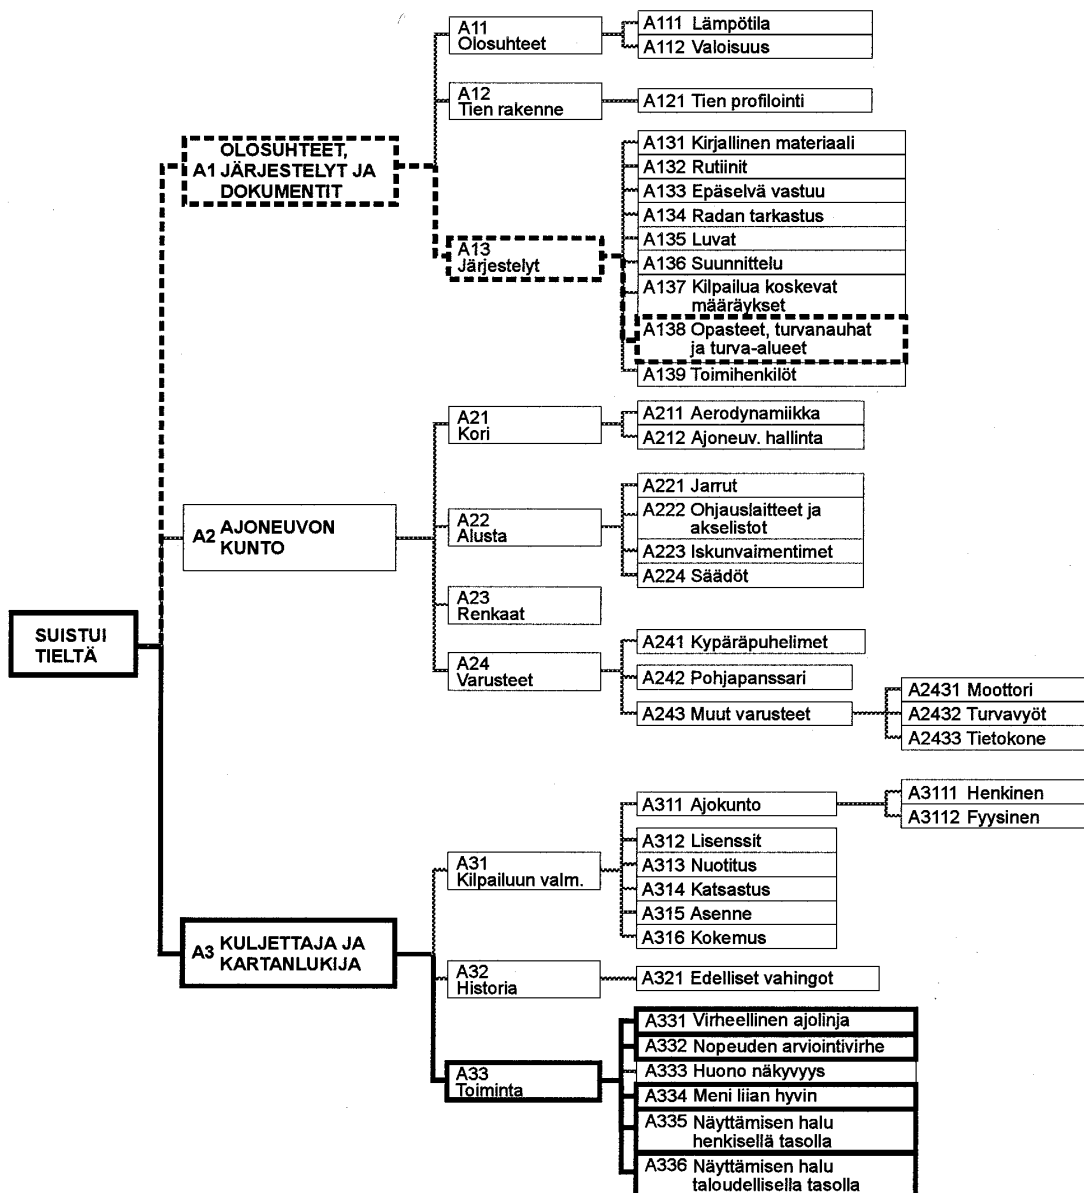 A11
Olosuhteet
A111 Lämpötila
A112 Valoisuus
A12
Tien rakenne
A121 Tien profilointi
OLOSUHTEET,
A1 JÄRJESTELYT JA
DOKUMENTIT
A13
Järjestelyt
A131 Kirjallinen materiaali
A132 Rutiinit
A133 Epäselvä vastuu
A134 Radan tarkastus
A135 Luvat
A136 Suunnittelu
A137 Kilpailua koskevat
määräykset
A138 Opasteet, turvanauhat
ja turva-alueet
A139 Toimihenkilöt
A21
Kori
A211 Aerodynamiikka
A212 Ajoneuv. hallinta
A2 AJONEUVON
KUNTO
A22
Alusta
A221 Jarrut
A222 Ohjauslaitteet ja
akselistot
A223 Iskunvaimentimet
A224 Säädöt
A23
Renkaat
SUISTUI
TIELTÄ
A24
Varusteet
A241 Kypäräpuhelimet
A242 Pohjapanssari
A243 Muut varusteet
A2431 Moottori
A2432 Turvavyöt
A2433 Tietokone
A31
Kilpailuun valm.
A311 Ajokunto
A3111 Henkinen
A3112 Fyysinen
A312 Lisenssit
A313 Nuotitus
A314 Katsastus
A315 Asenne
A316 Kokemus
A3 KULJETTAJA JA
KARTANLUKIJA
A32
Historia
A321 Edelliset vahingot
A33
Toiminta
A331 Virheellinen ajolinja
A332 Nopeuden arviointivirhe
A333 Huono näkyvyys
A334 Meni liian hyvin
A335 Näyttämisen halu
henkisellä tasolla
A336 Näyttämisen halu
taloudellisella tasolla